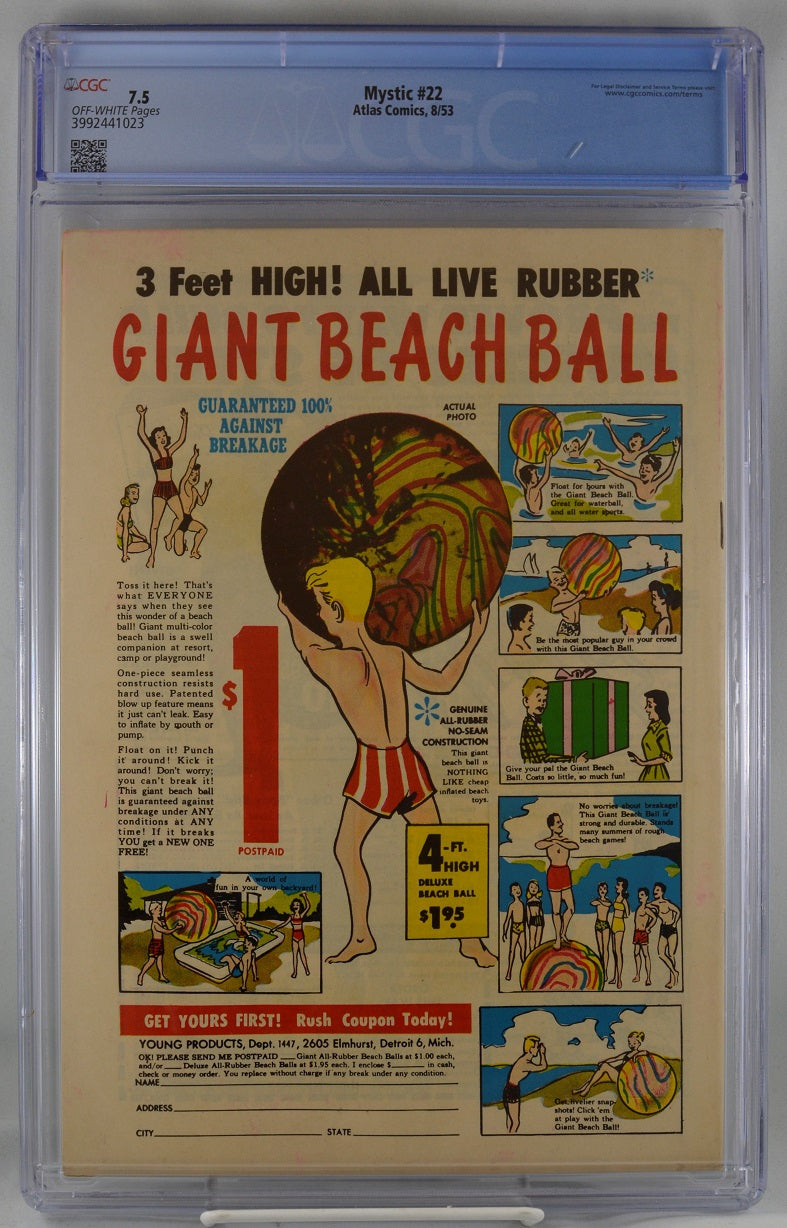 CGC
7.5
OFF-WHITE Pages
3992441023
Mystic #22
Atlas Comics, 8/53
For Legal Disclaimer and Service Terms please visit:
www.cgccomics.com/terms
CGC
3 Feet HIGH! ALL LIVE RUBBER*
GIANT BEACH BALL
GUARANTEED 100%
AGAINST
BREAKAGE
ACTUAL
PHOTO
Toss it here! That's
what EVERYONE
says when they see
this wonder of a beach
ball! Giant multi-color
beach ball is a swell
companion at resort,
camp or playground!
One-piece seamless
construction resists
hard use. Patented
blow up feature means
it just can't leak. Easy
to inflate by mouth or
pump.
Float on it! Punch
it around! Kick it
around! Don't worry;
you can't break it!
This giant beach ball
is guaranteed against
breakage under ANY
conditions at ANY
time! If it breaks
YOU get a NEW ONE
FREE!
$1
POSTPAID
* GENUINE
ALL-RUBBER
NO-SEAM
CONSTRUCTION
This giant
beach ball is
NOTHING
LIKE cheap
inflated beach
toys.
4-FT.
HIGH
DELUXE
BEACH BALL
$1.95
Float for hours with
the Giant Beach Ball.
Great for waterball,
and all water sports.
Be the most popular guy in your crowd
with this Giant Beach Ball.
Give your pal the Giant Beach
Ball. Costs so little, so much fun!
No worries about breakage!
This Giant Beach Ball is
strong and durable. Stands
many summers of rough
beach games!
A world of
fun in your own backyard!
Get livelier snap-
shots! Click 'em
at play with the
Giant Beach Ball!
GET YOURS FIRST! Rush Coupon Today!
YOUNG PRODUCTS, Dept. 1447, 2605 Elmhurst, Detroit 6, Mich.
OK! PLEASE SEND ME POSTPAID ___ Giant All-Rubber Beach Balls at $1.00 each,
and/or ___ Deluxe All-Rubber Beach Balls at $1.95 each. I enclose $______ in cash,
check or money order. You replace without charge if any break under any condition.
NAME
ADDRESS
CITY STATE